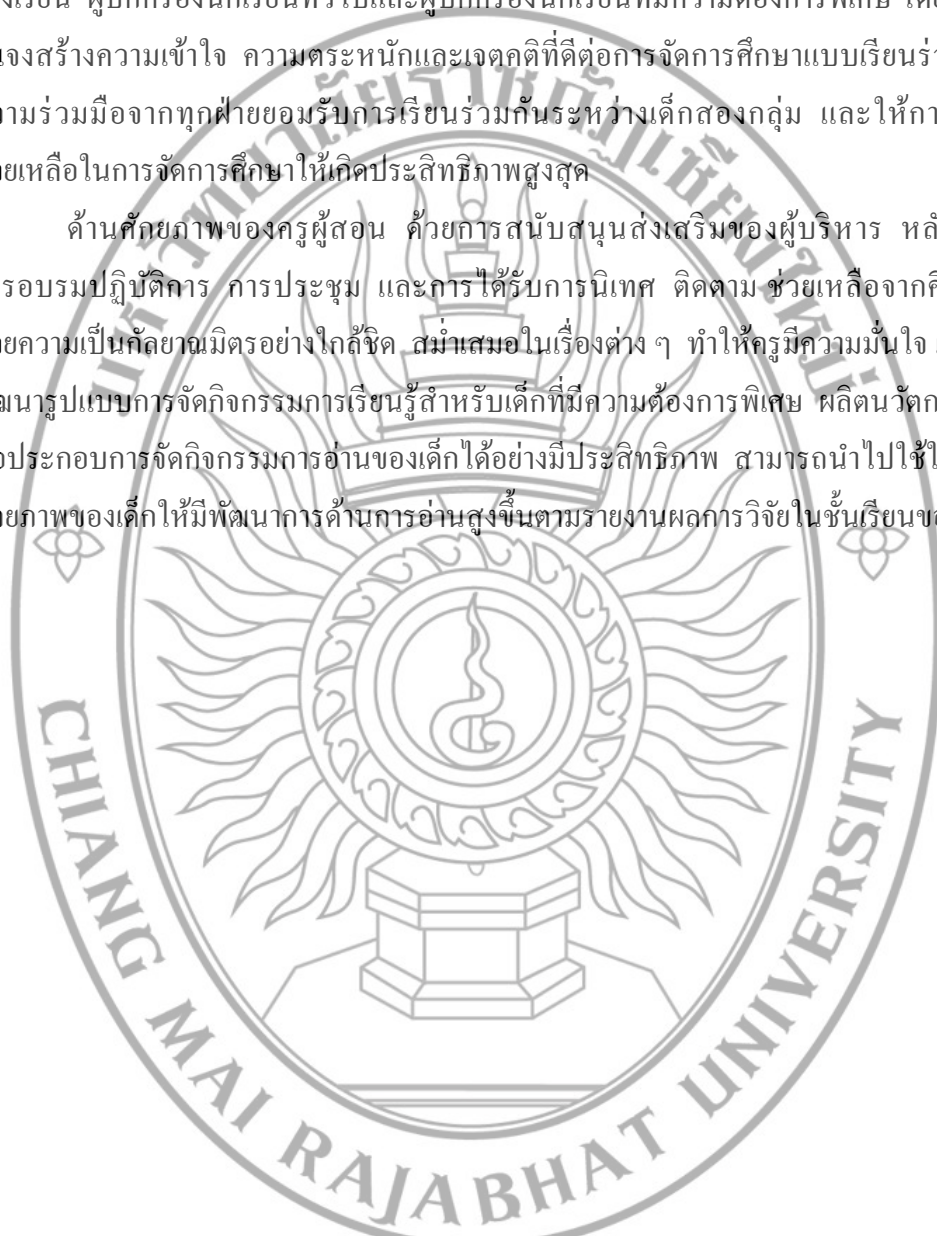 ผู้ปกครองนักเรียนทั่วไปและผู้ปกครองนักเรียนที่มีความต้องการพิเศษ
แจงสร้างความเข้าใจ ความตระหนักและเจตคติที่ดีต่อการจัดการศึกษาแบบเรียนร่
ามร่วมมือจากทุกฝ่ายยอมรับการเรียนร่วมกันระหว่างเด็กสองกลุ่ม และให้กา
ยเหลือในการจัดการศึกษาให้เกิดประสิทธิภาพสูงสุด
ด้านศักยภาพของครูผู้สอน ด้วยการสนับสนุนส่งเสริมของผู้บริหาร หลั
รอบรมปฏิบัติการ การประชุม และการได้รับการนิเทศ ติดตาม ช่วยเหลือจากศึ
ยความเป็นกัลยาณมิตรอย่างใกล้ชิด สม่ำเสมอในเรื่องต่าง ๆ ทำให้ครูมีความมั่นใจ
ฒนารูปแบบการจัดกิจกรรมการเรียนรู้สำหรับเด็กที่มีความต้องการพิเศษ ผลิตนวัตก
อประกอบการจัดกิจกรรมการอ่านของเด็กได้อย่างมีประสิทธิภาพ สามารถนำไปใช้ใ
ยภาพของเด็กให้มีพัฒนาการด้านการอ่านสูงขึ้นตามรายงานผลการวิจัยในชั้นเรียนขอ
มหาวิทยาลัยราชภัฏเชียงใหม่
CHIANG MAI RAJABHAT UNIVERSITY